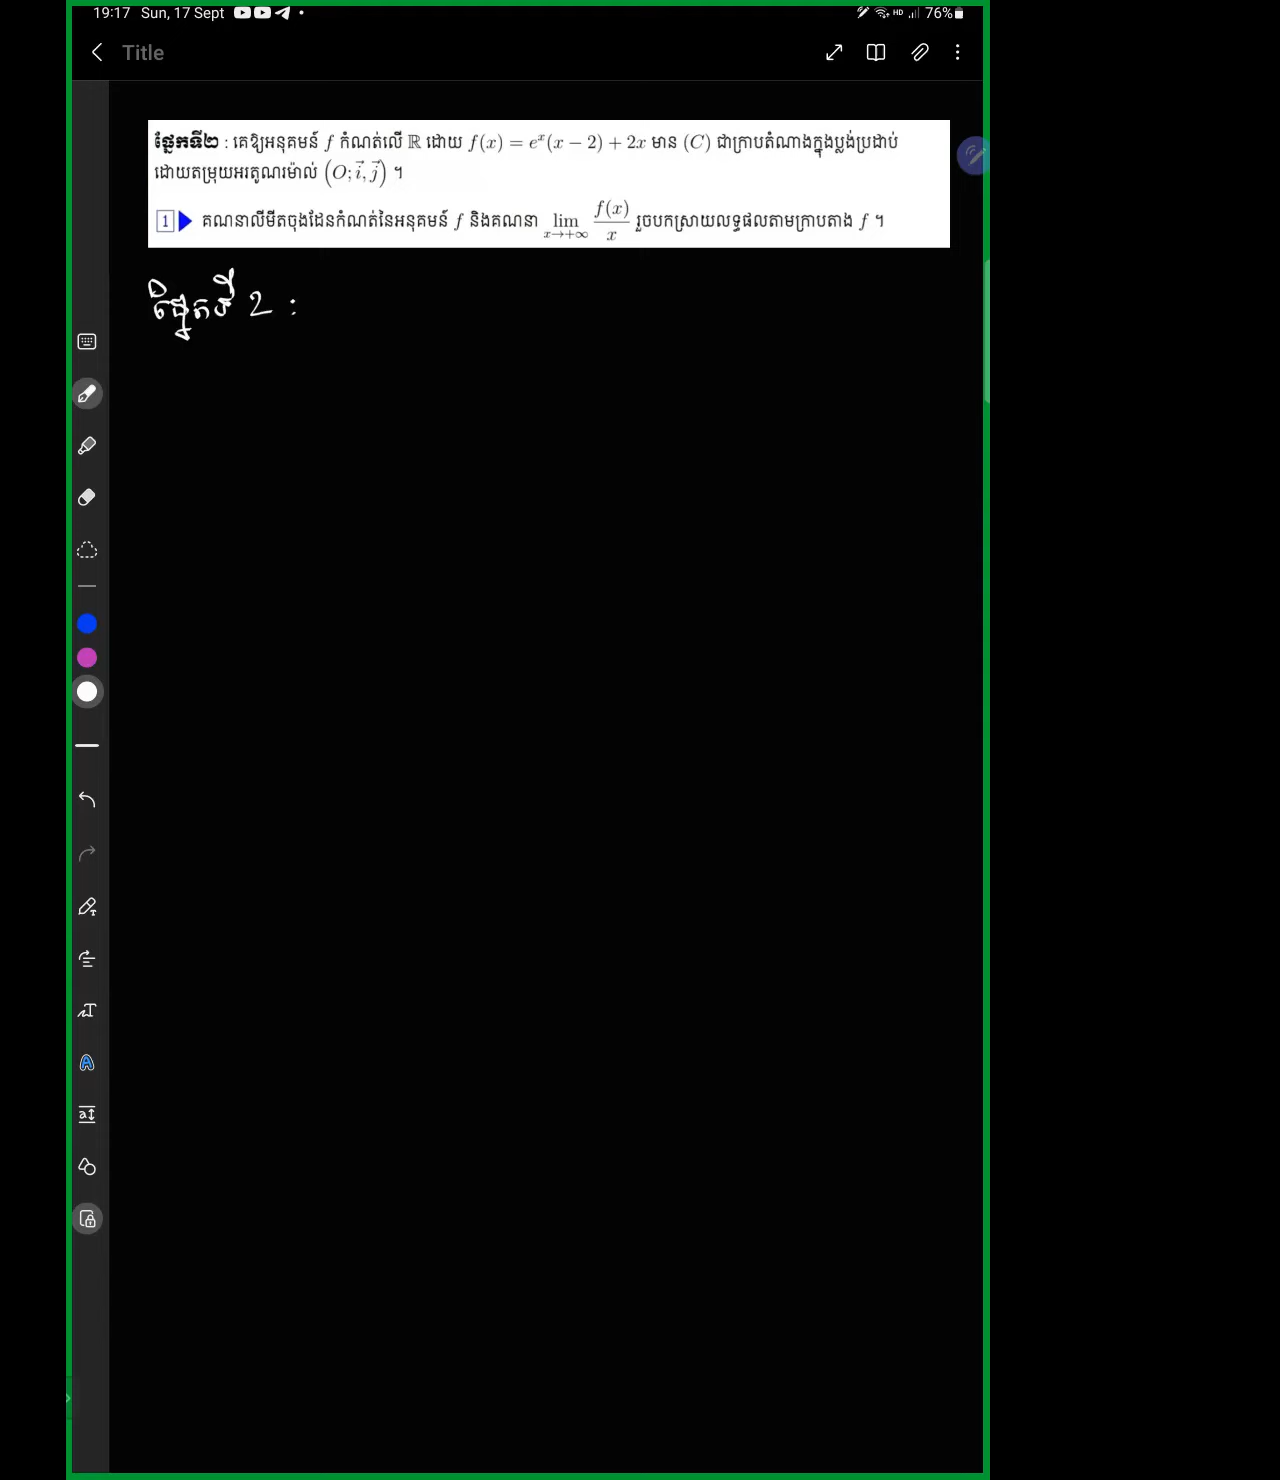 19:17 Sun, 17 Sept • HD 76%
Title
ផ្នែកទី២ : គេឱ្យអនុគមន៍ f កំណត់លើ ℝ ដោយ f(x) = eˣ(x − 2) + 2x មាន (C) ជាក្រាបតំណាងក្នុងប្លង់ប្រដាប់
ដោយតម្រុយអរតូណរម៉ាល់ (O; i⃗, j⃗) ។
1 ▶ គណនាលីមីតចុងដែនកំណត់នៃអនុគមន៍ f និងគណនា lim x→+∞ f(x)/x រួចបកស្រាយលទ្ធផលតាមក្រាបតាង f ។
ផ្នែកទី 2 :